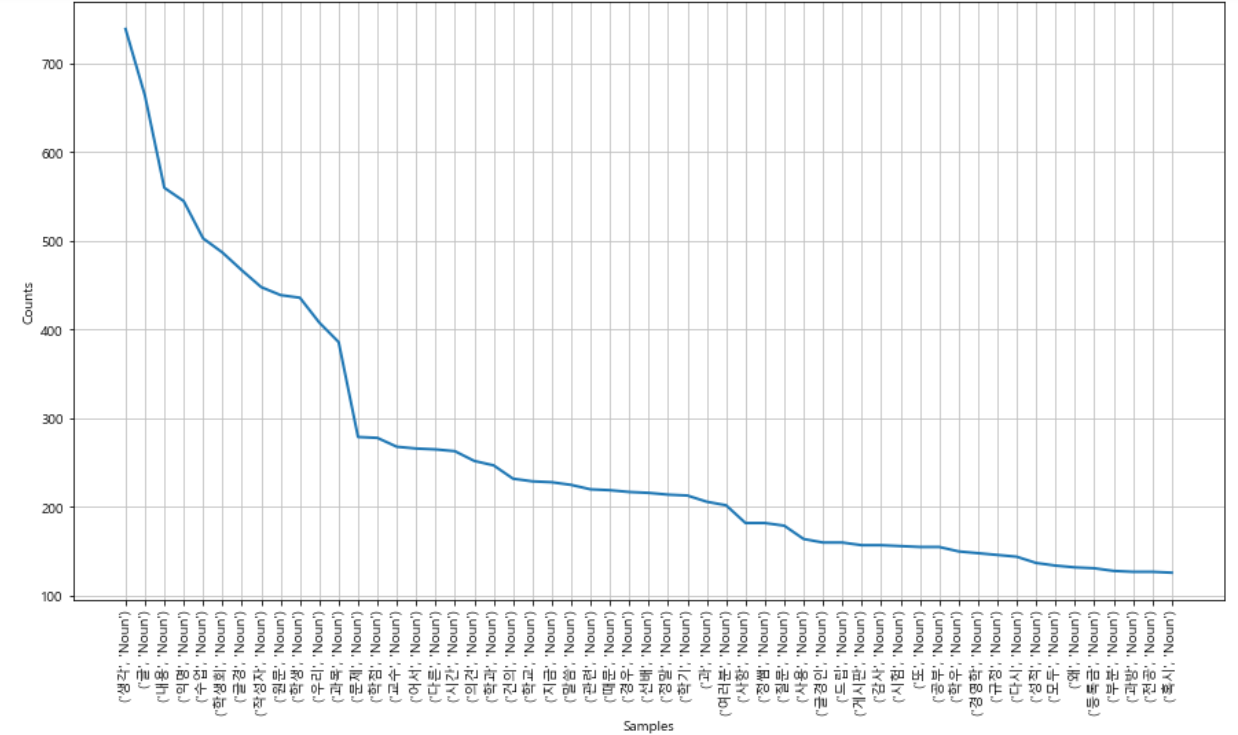 700
600
500
400
300
200
100
Counts
('생각', 'Noun')
('글', 'Noun')
('내용', 'Noun')
('익명', 'Noun')
('수업', 'Noun')
('학생회', 'Noun')
('글경', 'Noun')
('작성자', 'Noun')
('원문', 'Noun')
('학생', 'Noun')
('우리', 'Noun')
('과목', 'Noun')
('문제', 'Noun')
('학점', 'Noun')
('교수', 'Noun')
('어서', 'Noun')
('다른', 'Noun')
('시간', 'Noun')
('의견', 'Noun')
('학과', 'Noun')
('건의', 'Noun')
('학교', 'Noun')
('지금', 'Noun')
('말씀', 'Noun')
('관련', 'Noun')
('때문', 'Noun')
('경우', 'Noun')
('선배', 'Noun')
('정말', 'Noun')
('학기', 'Noun')
('과', 'Noun')
('여러분', 'Noun')
('사항', 'Noun')
('정쌤', 'Noun')
('질문', 'Noun')
('사용', 'Noun')
('글경인', 'Noun')
('드립', 'Noun')
('게시판', 'Noun')
('감사', 'Noun')
('시험', 'Noun')
('또', 'Noun')
('공부', 'Noun')
('학우', 'Noun')
('경영학', 'Noun')
('규정', 'Noun')
('다시', 'Noun')
('성적', 'Noun')
('모두', 'Noun')
('왜', 'Noun')
('등록금', 'Noun')
('부분', 'Noun')
('과방', 'Noun')
('전공', 'Noun')
('혹시', 'Noun')
Samples